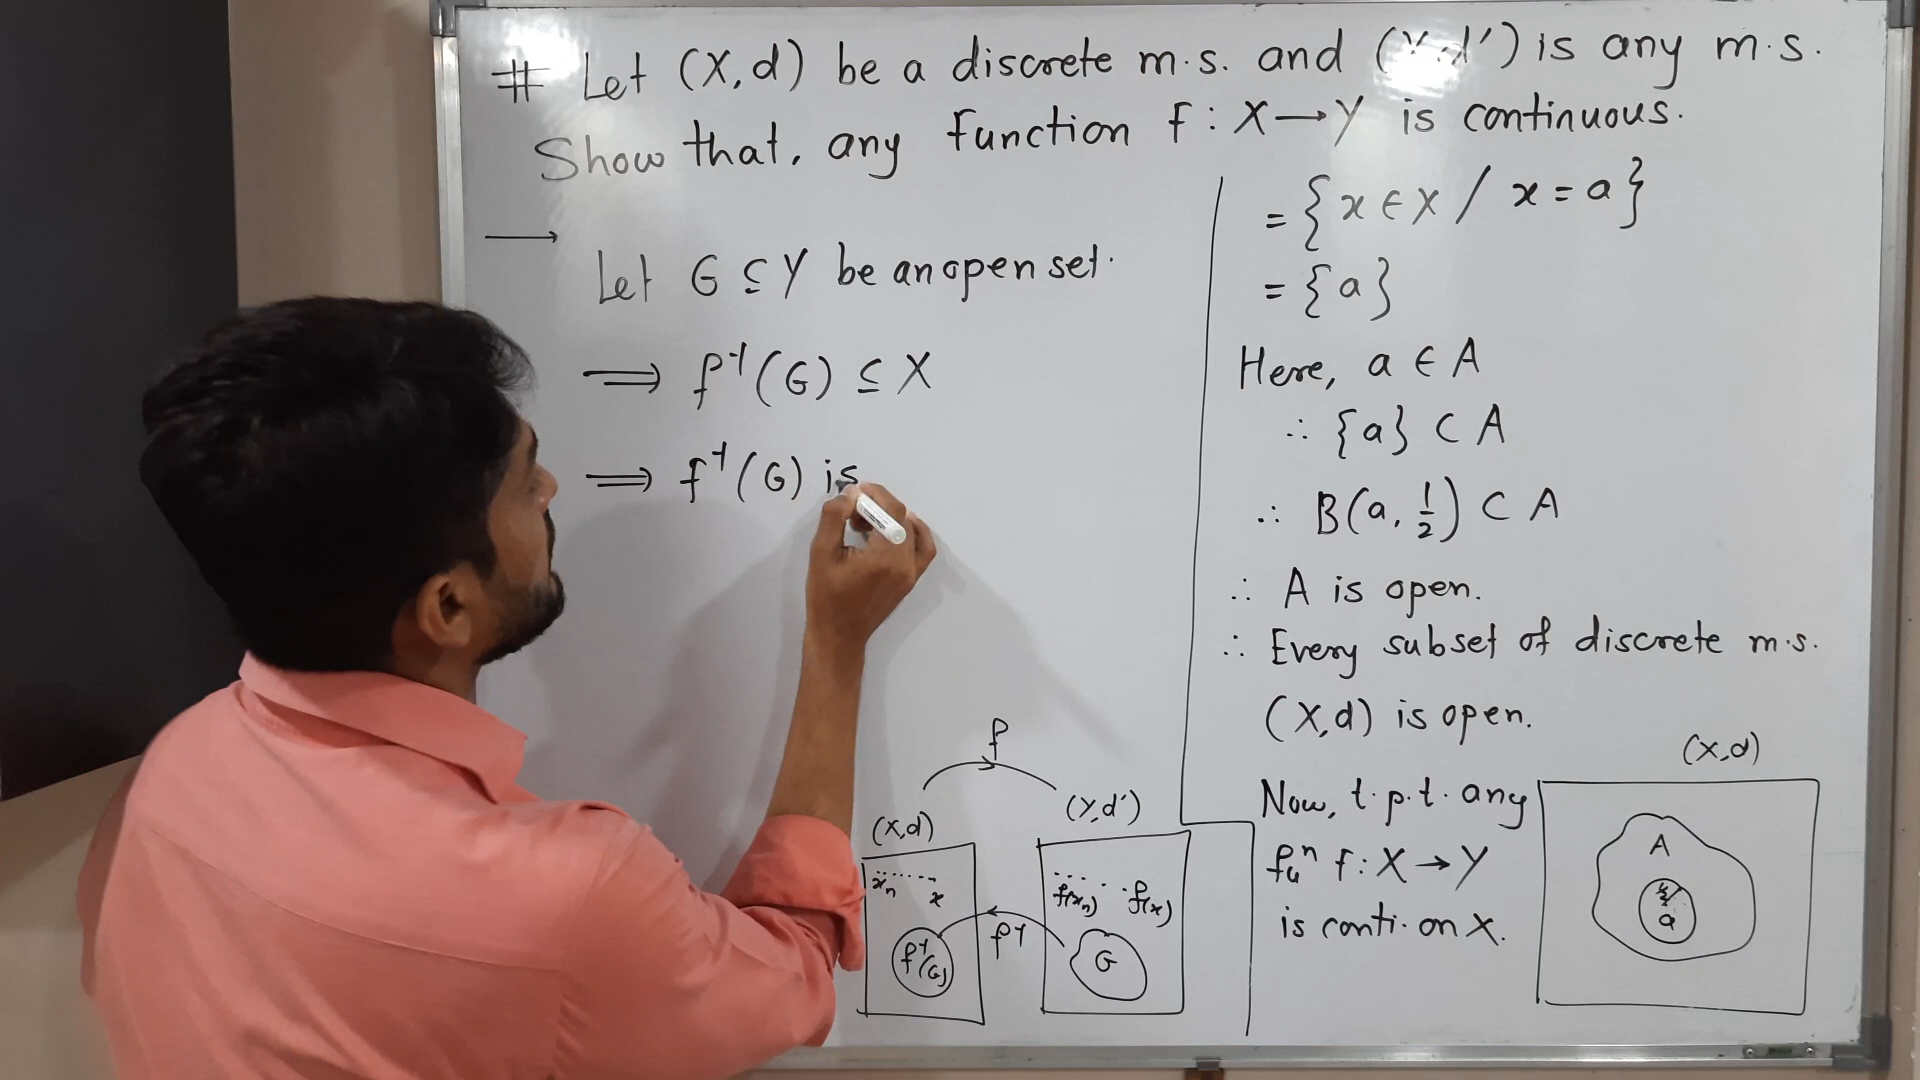 # Let (X,d) be a discrete m.s. and (Y,d') is any m.s.
Show that, any function f : X→Y is continuous.
→
Let G ⊆ Y be an open set.
⟹ f⁻¹(G) ⊆ X
⟹ f⁻¹(G) is
= {x ∈ X / x = a}
= {a}
Here, a ∈ A
∴ {a} ⊂ A
∴ B(a, 1/2) ⊂ A
∴ A is open.
∴ Every subset of discrete m.s.
(X,d) is open.
Now, t.p.t. any
fuⁿ f : X → Y
is conti. on X.
f
(X,d)
(Y,d')
xₙ ...... x
f(xₙ) f(x)
f⁻¹(G)
f⁻¹
G
(X,d)
A
a